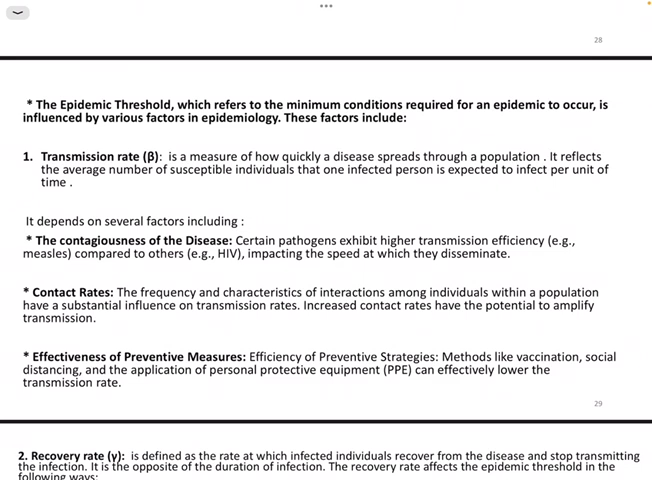 28
* The Epidemic Threshold, which refers to the minimum conditions required for an epidemic to occur, is
influenced by various factors in epidemiology. These factors include:
1. Transmission rate (β): is a measure of how quickly a disease spreads through a population . It reflects
the average number of susceptible individuals that one infected person is expected to infect per unit of
time .
It depends on several factors including :
* The contagiousness of the Disease: Certain pathogens exhibit higher transmission efficiency (e.g.,
measles) compared to others (e.g., HIV), impacting the speed at which they disseminate.
* Contact Rates: The frequency and characteristics of interactions among individuals within a population
have a substantial influence on transmission rates. Increased contact rates have the potential to amplify
transmission.
* Effectiveness of Preventive Measures: Efficiency of Preventive Strategies: Methods like vaccination, social
distancing, and the application of personal protective equipment (PPE) can effectively lower the
transmission rate.
29
2. Recovery rate (γ): is defined as the rate at which infected individuals recover from the disease and stop transmitting
the infection. It is the opposite of the duration of infection. The recovery rate affects the epidemic threshold in the
following ways: